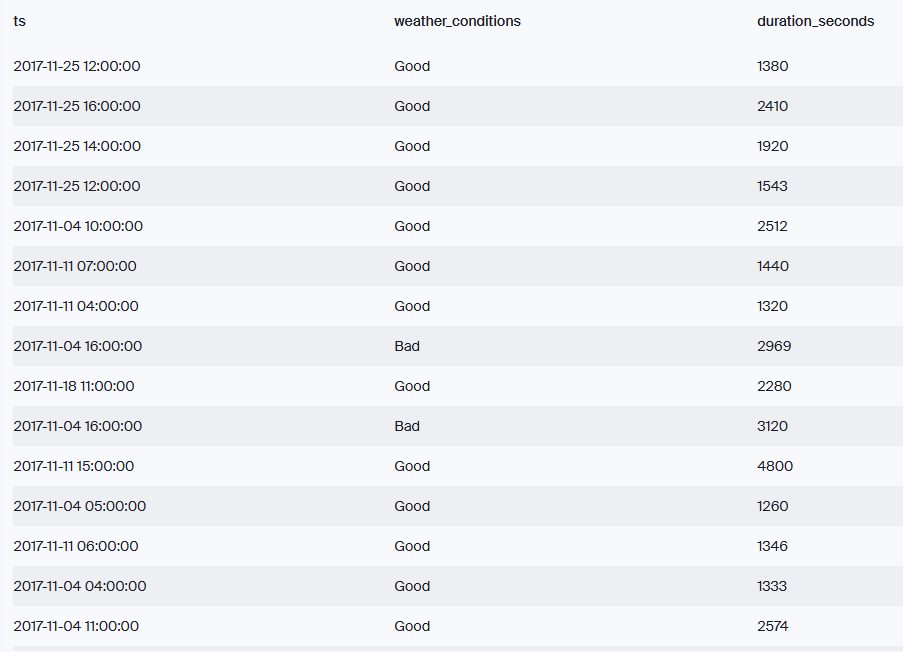 ts weather_conditions duration_seconds
2017-11-25 12:00:00 Good 1380
2017-11-25 16:00:00 Good 2410
2017-11-25 14:00:00 Good 1920
2017-11-25 12:00:00 Good 1543
2017-11-04 10:00:00 Good 2512
2017-11-11 07:00:00 Good 1440
2017-11-11 04:00:00 Good 1320
2017-11-04 16:00:00 Bad 2969
2017-11-18 11:00:00 Good 2280
2017-11-04 16:00:00 Bad 3120
2017-11-11 15:00:00 Good 4800
2017-11-04 05:00:00 Good 1260
2017-11-11 06:00:00 Good 1346
2017-11-04 04:00:00 Good 1333
2017-11-04 11:00:00 Good 2574